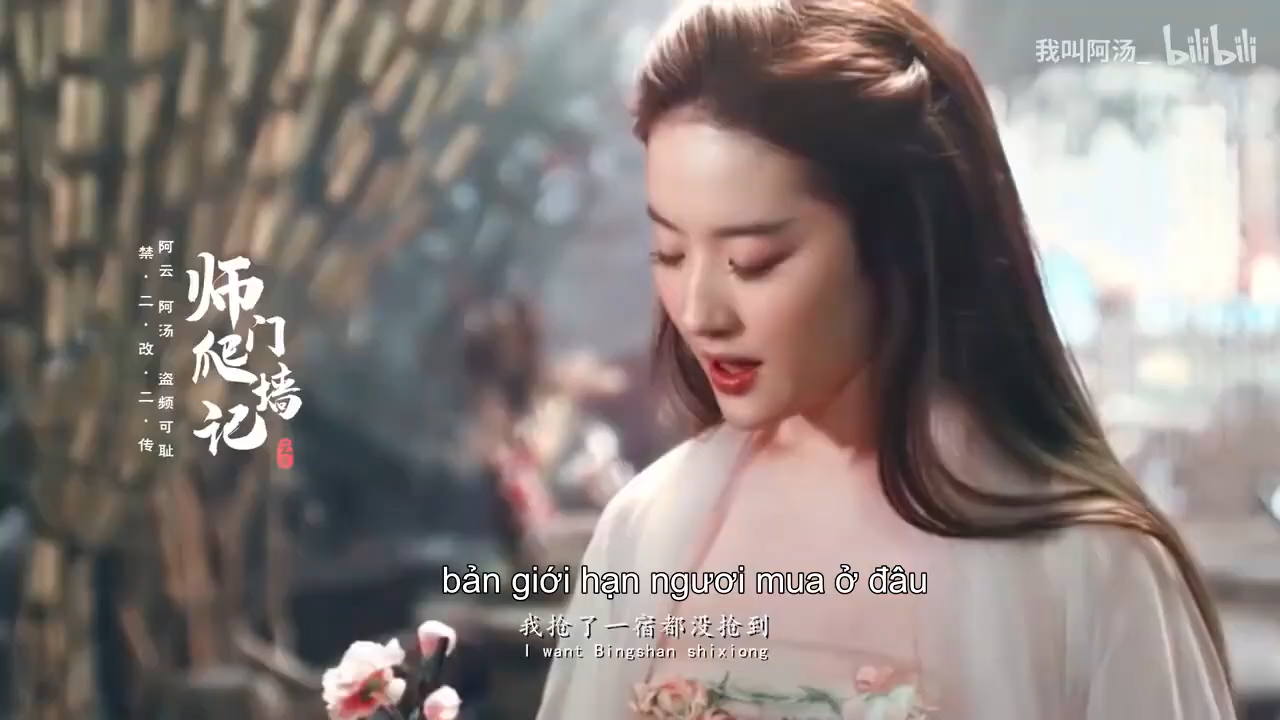 我叫阿汤_ bilibili
师门爬墙记
阿云 阿汤 盗频可耻
禁·二·改·二·传
bản giới hạn ngươi mua ở đâu
我抢了一宿都没抢到
I want Bingshan shixiong